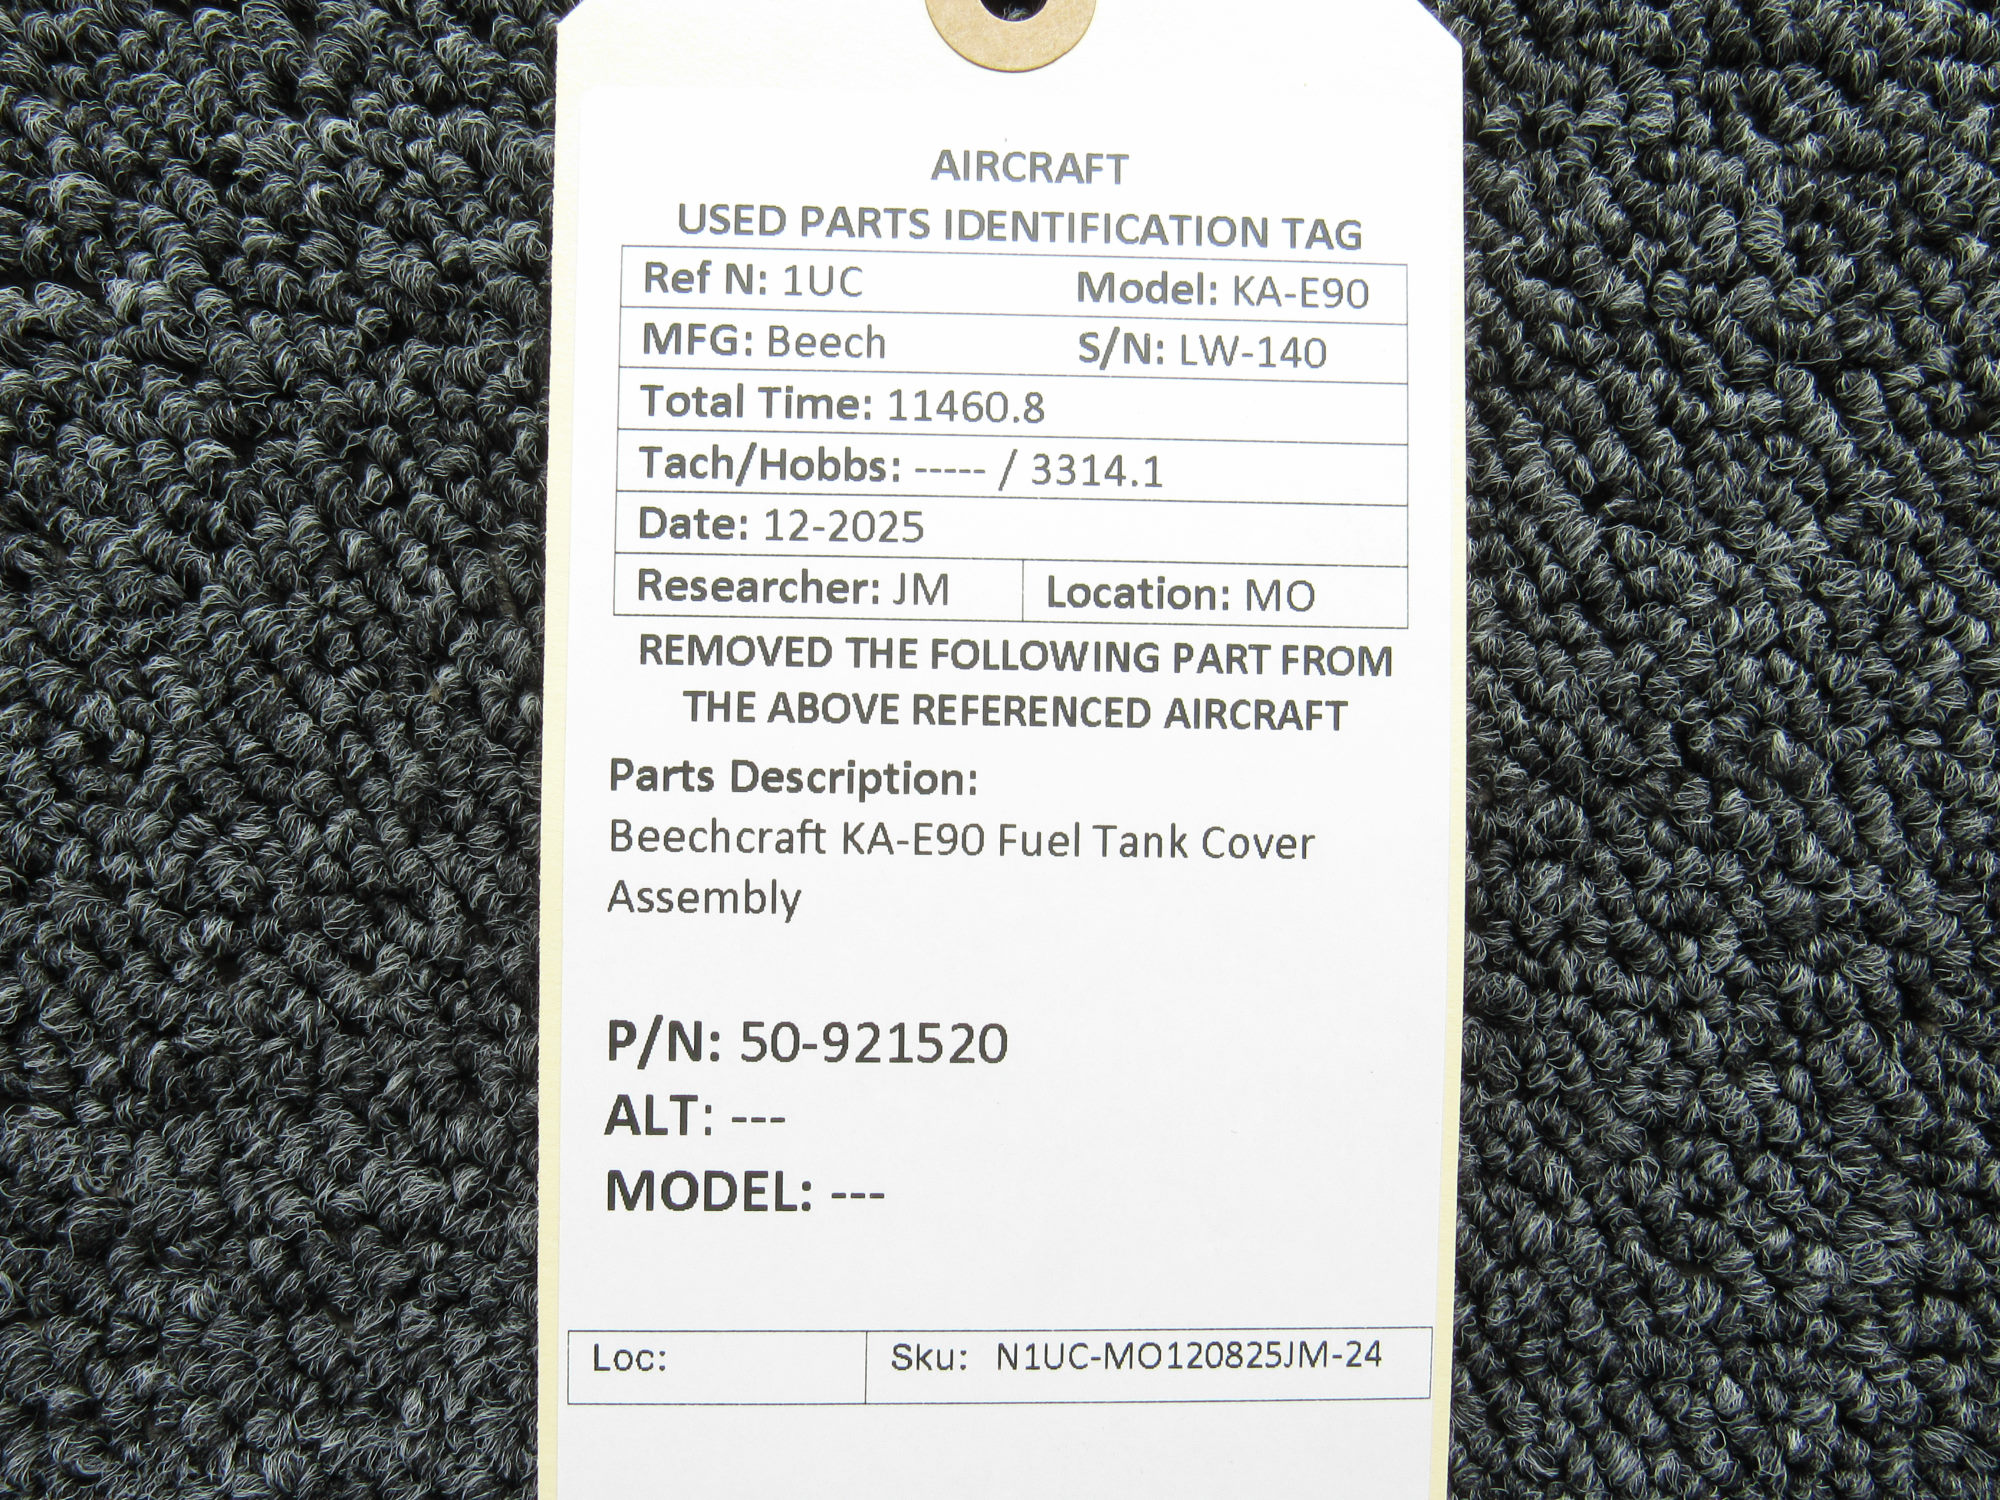 AIRCRAFT
USED PARTS IDENTIFICATION TAG
Ref N: 1UC Model: KA-E90
MFG: Beech S/N: LW-140
Total Time: 11460.8
Tach/Hobbs: ----- / 3314.1
Date: 12-2025
Researcher: JM Location: MO
REMOVED THE FOLLOWING PART FROM
THE ABOVE REFERENCED AIRCRAFT
Parts Description:
Beechcraft KA-E90 Fuel Tank Cover
Assembly
P/N: 50-921520
ALT: ---
MODEL: ---
Loc: Sku: N1UC-MO120825JM-24